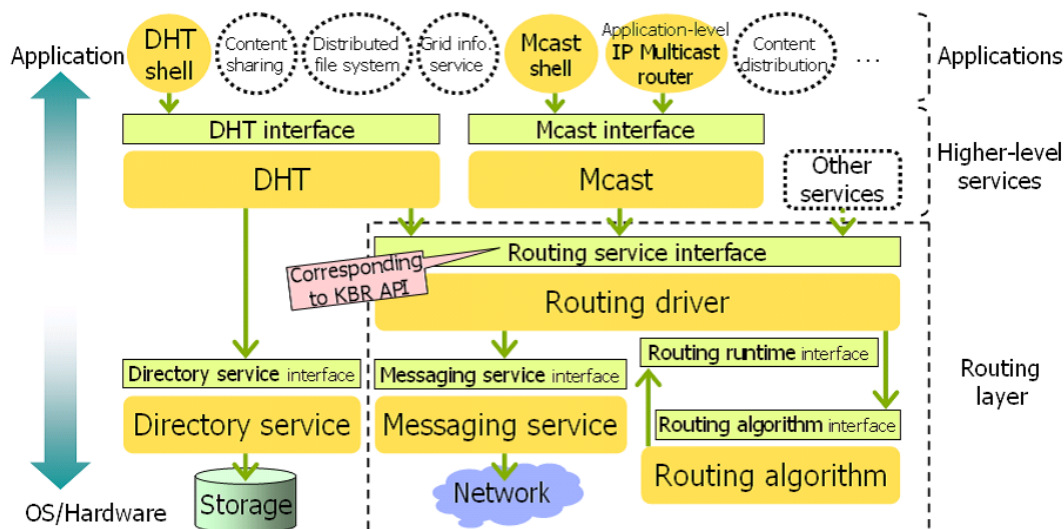 Application
DHT
shell
Content
sharing
Distributed
file system
Grid info.
service
Mcast
shell
Application-level
IP Multicast
router
Content
distribution
...
Applications
DHT interface
Mcast interface
DHT
Mcast
Other
services
Higher-level
services
Corresponding
to KBR API
Routing service interface
Routing driver
Directory service interface
Messaging service interface
Routing runtime interface
Routing algorithm interface
Directory service
Messaging service
Routing algorithm
Routing
layer
OS/Hardware
Storage
Network